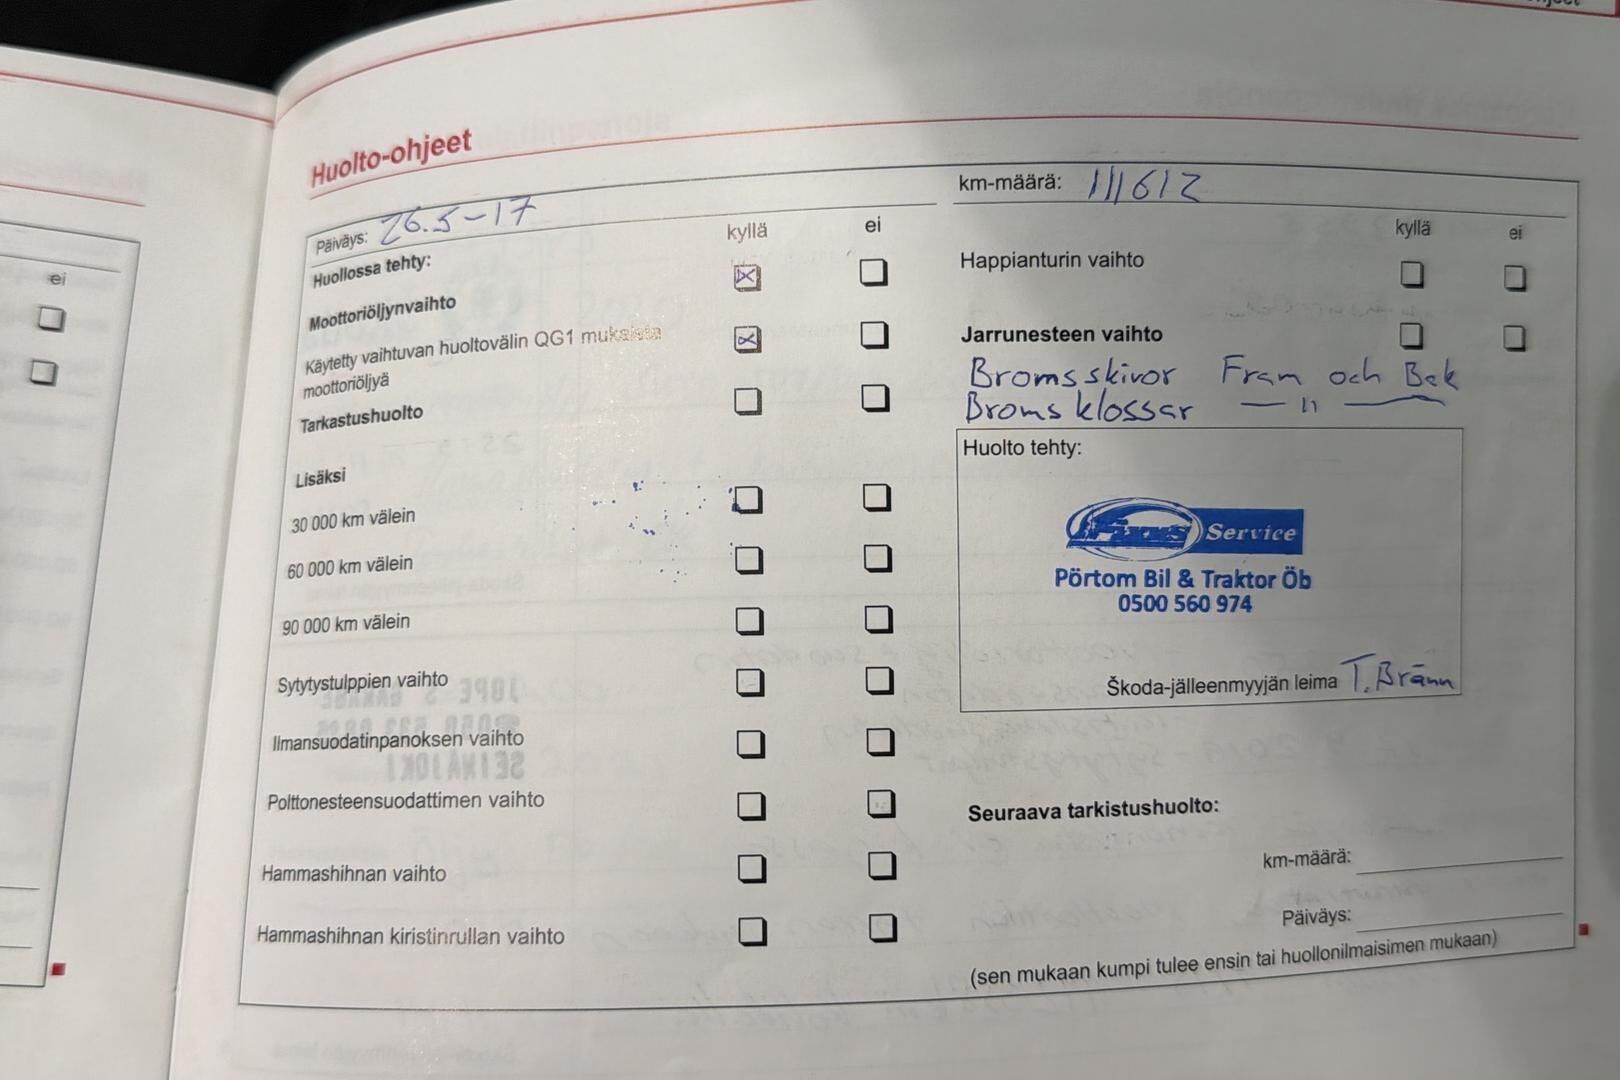 Huolto-ohjeet
Päiväys: 26.5-17
km-määrä: 111612
kyllä ei
Huollossa tehty:
Moottoriöljynvaihto
Käytetty vaihtuvan huoltovälin QG1 mukaista
moottoriöljyä
Tarkastushuolto
Lisäksi
30 000 km välein
60 000 km välein
90 000 km välein
Sytytystulppien vaihto
Ilmansuodatinpanoksen vaihto
Polttonesteensuodattimen vaihto
Hammashihnan vaihto
Hammashihnan kiristinrullan vaihto
kyllä ei
Happianturin vaihto
Jarrunesteen vaihto
Bromsskivor Fram och Bak
Bromsklossar — 11 —
Huolto tehty:
Service
Pörtom Bil & Traktor Öb
0500 560 974
Škoda-jälleenmyyjän leima T. Bränn
Seuraava tarkistushuolto:
km-määrä:
Päiväys:
(sen mukaan kumpi tulee ensin tai huollonilmaisimen mukaan)
ei